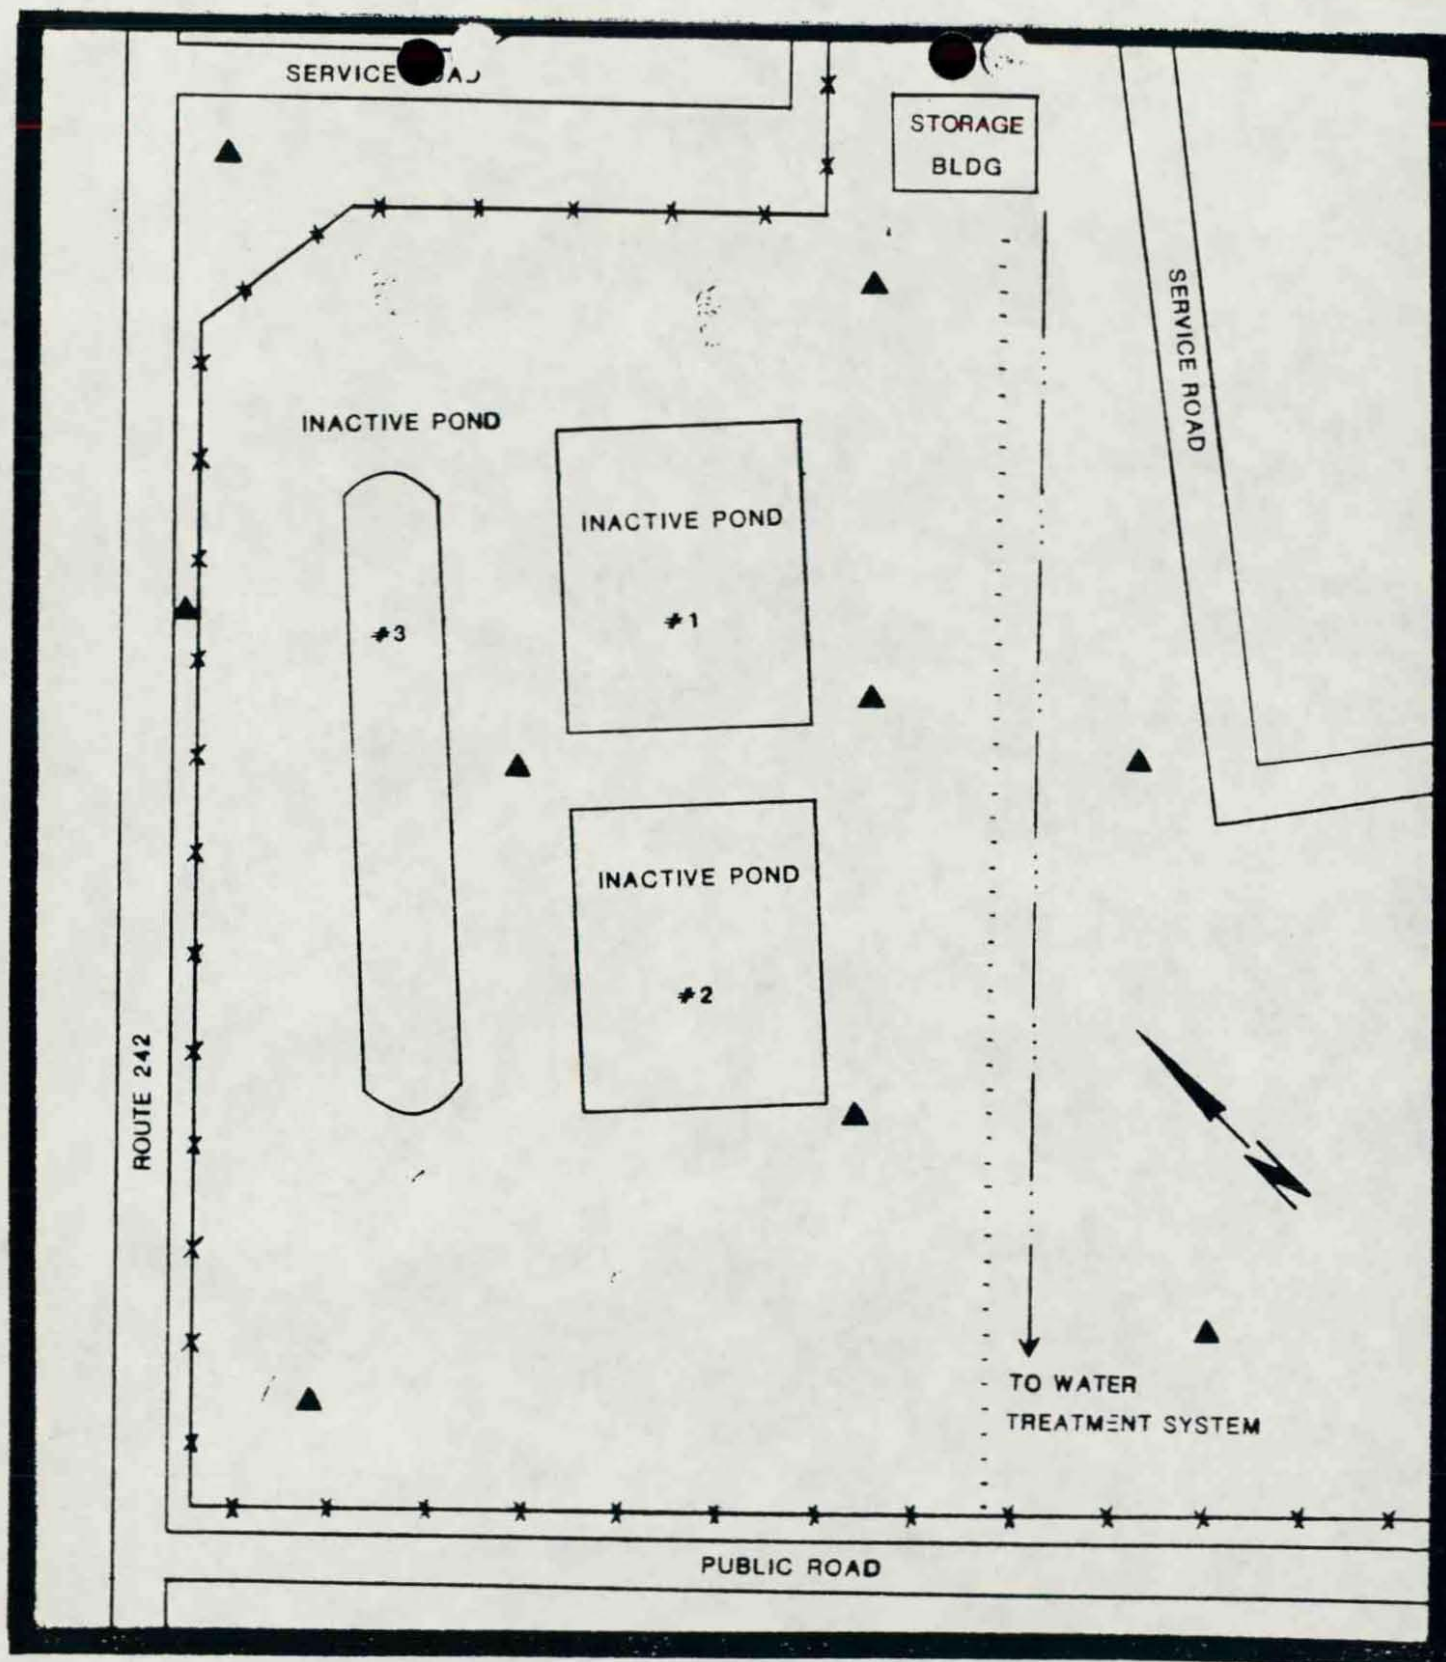 SERVICE
STORAGE
BLDG
SERVICE ROAD
INACTIVE POND
#3
INACTIVE POND
#1
INACTIVE POND
#2
ROUTE 242
N
TO WATER
TREATMENT SYSTEM
PUBLIC ROAD